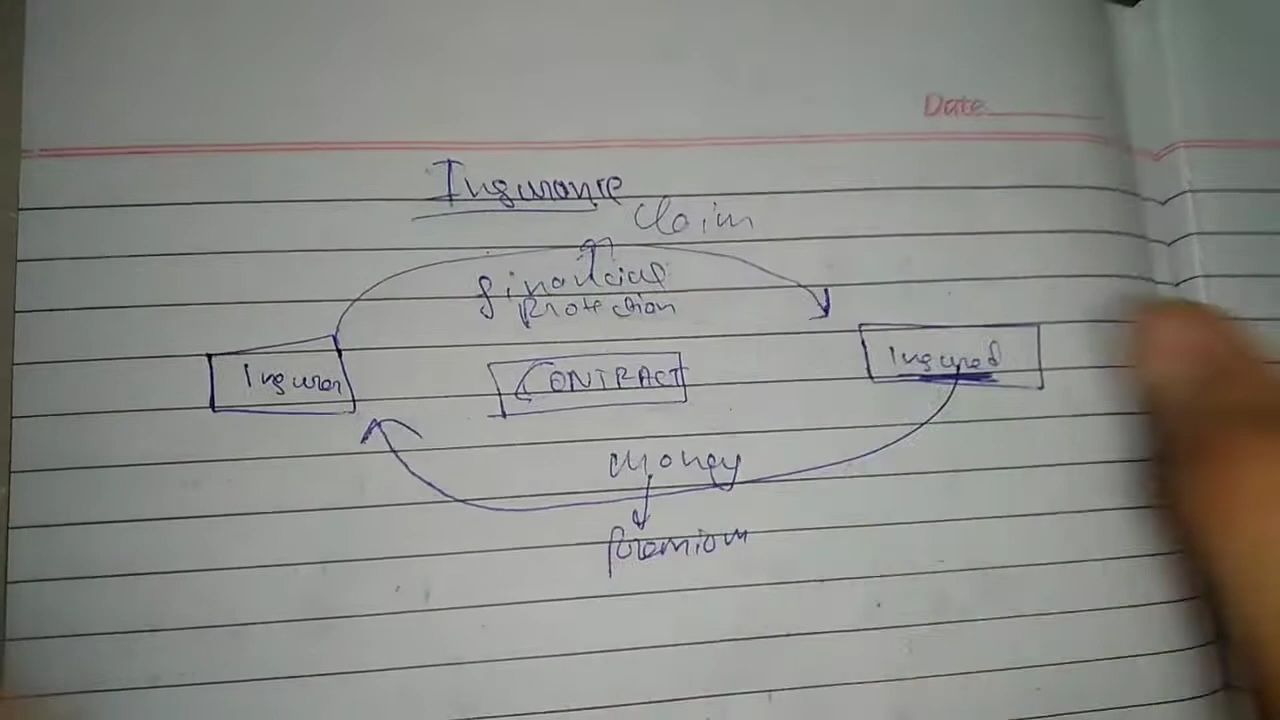 Date
Insurance
Claim
financial
protection
Insurer
CONTRACT
Insured
money
premium